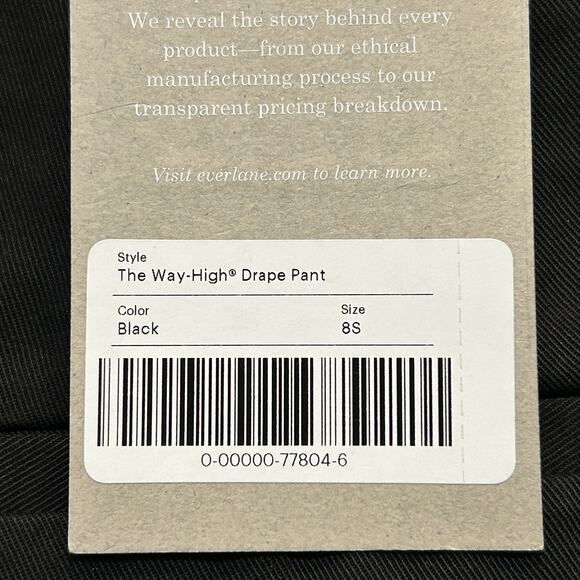 We reveal the story behind every
product—from our ethical
manufacturing process to our
transparent pricing breakdown.
Visit everlane.com to learn more.
Style
The Way-High® Drape Pant
Color Size
Black 8S
0-00000-77804-6